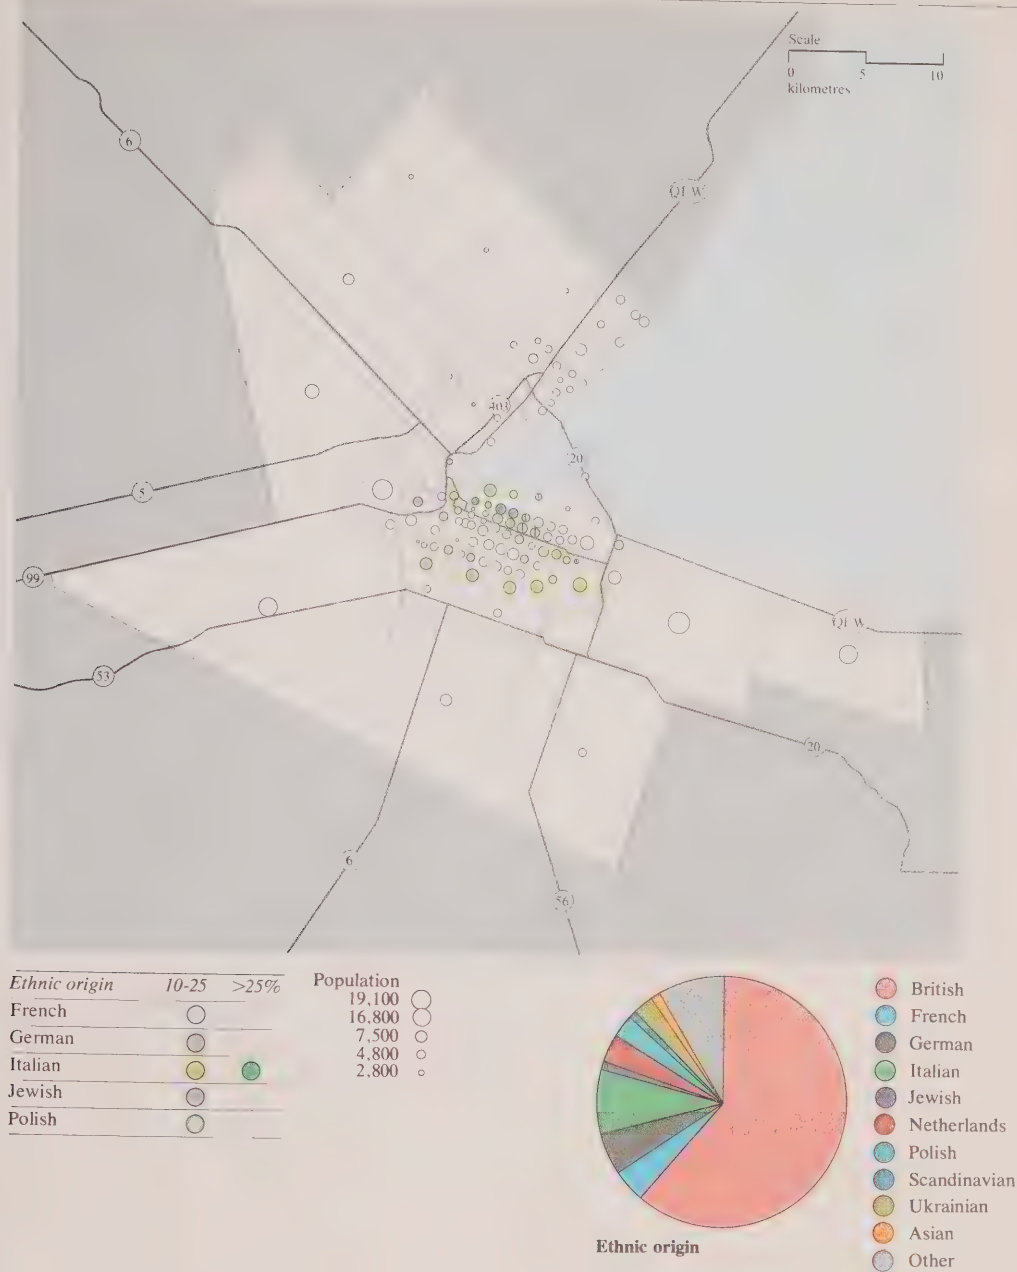 Scale
0 5 10
kilometres
6
QEW
403
20
5
99
QEW
53
20
6
56
Ethnic origin 10-25 >25%
French
German
Italian
Jewish
Polish
Population
19,100
16,800
7,500
4,800
2,800
Ethnic origin
British
French
German
Italian
Jewish
Netherlands
Polish
Scandinavian
Ukrainian
Asian
Other